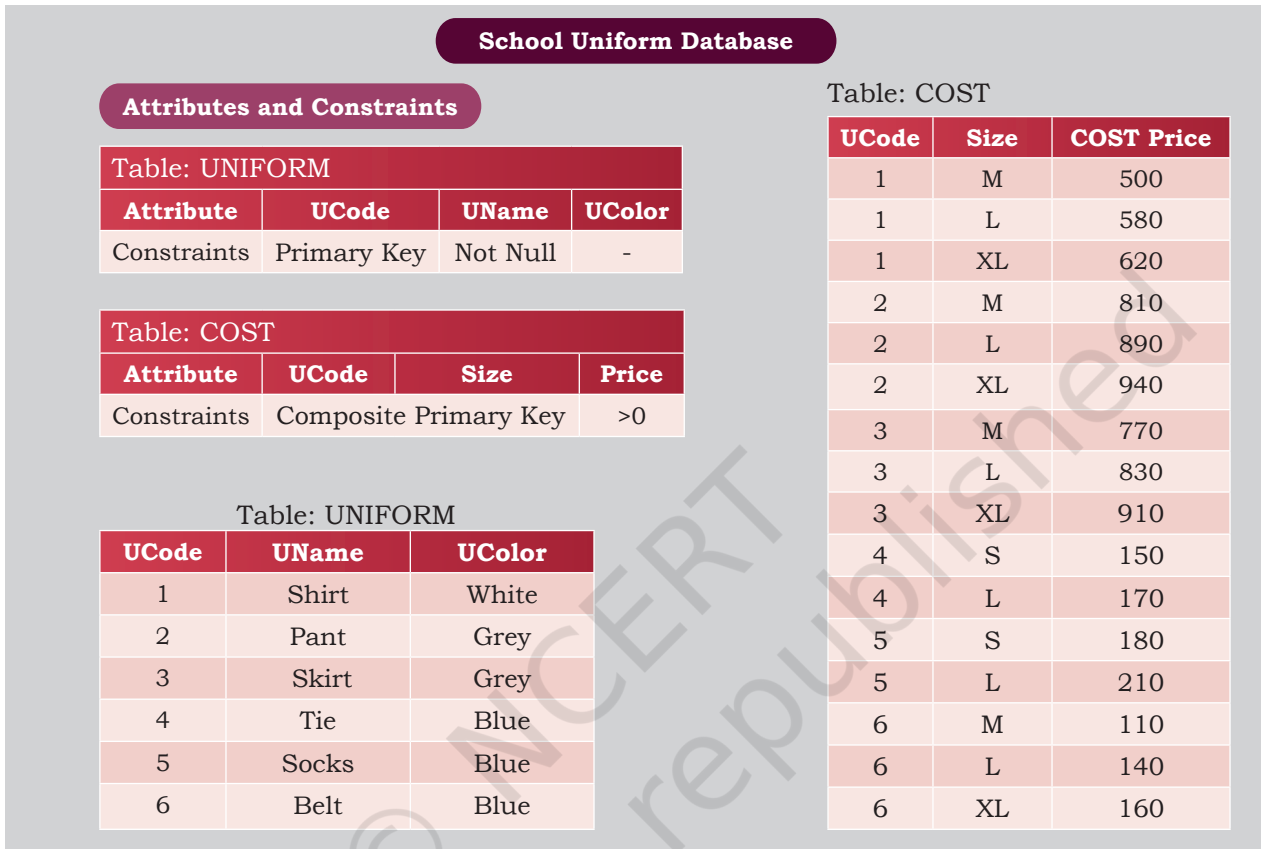 School Uniform Database
Attributes and Constraints
Table: UNIFORM
Attribute UCode UName UColor
Constraints Primary Key Not Null -
Table: COST
Attribute UCode Size Price
Constraints Composite Primary Key >0
Table: UNIFORM
UCode UName UColor
1 Shirt White
2 Pant Grey
3 Skirt Grey
4 Tie Blue
5 Socks Blue
6 Belt Blue
Table: COST
UCode Size COST Price
1 M 500
1 L 580
1 XL 620
2 M 810
2 L 890
2 XL 940
3 M 770
3 L 830
3 XL 910
4 S 150
4 L 170
5 S 180
5 L 210
6 M 110
6 L 140
6 XL 160
© NCERT
republished